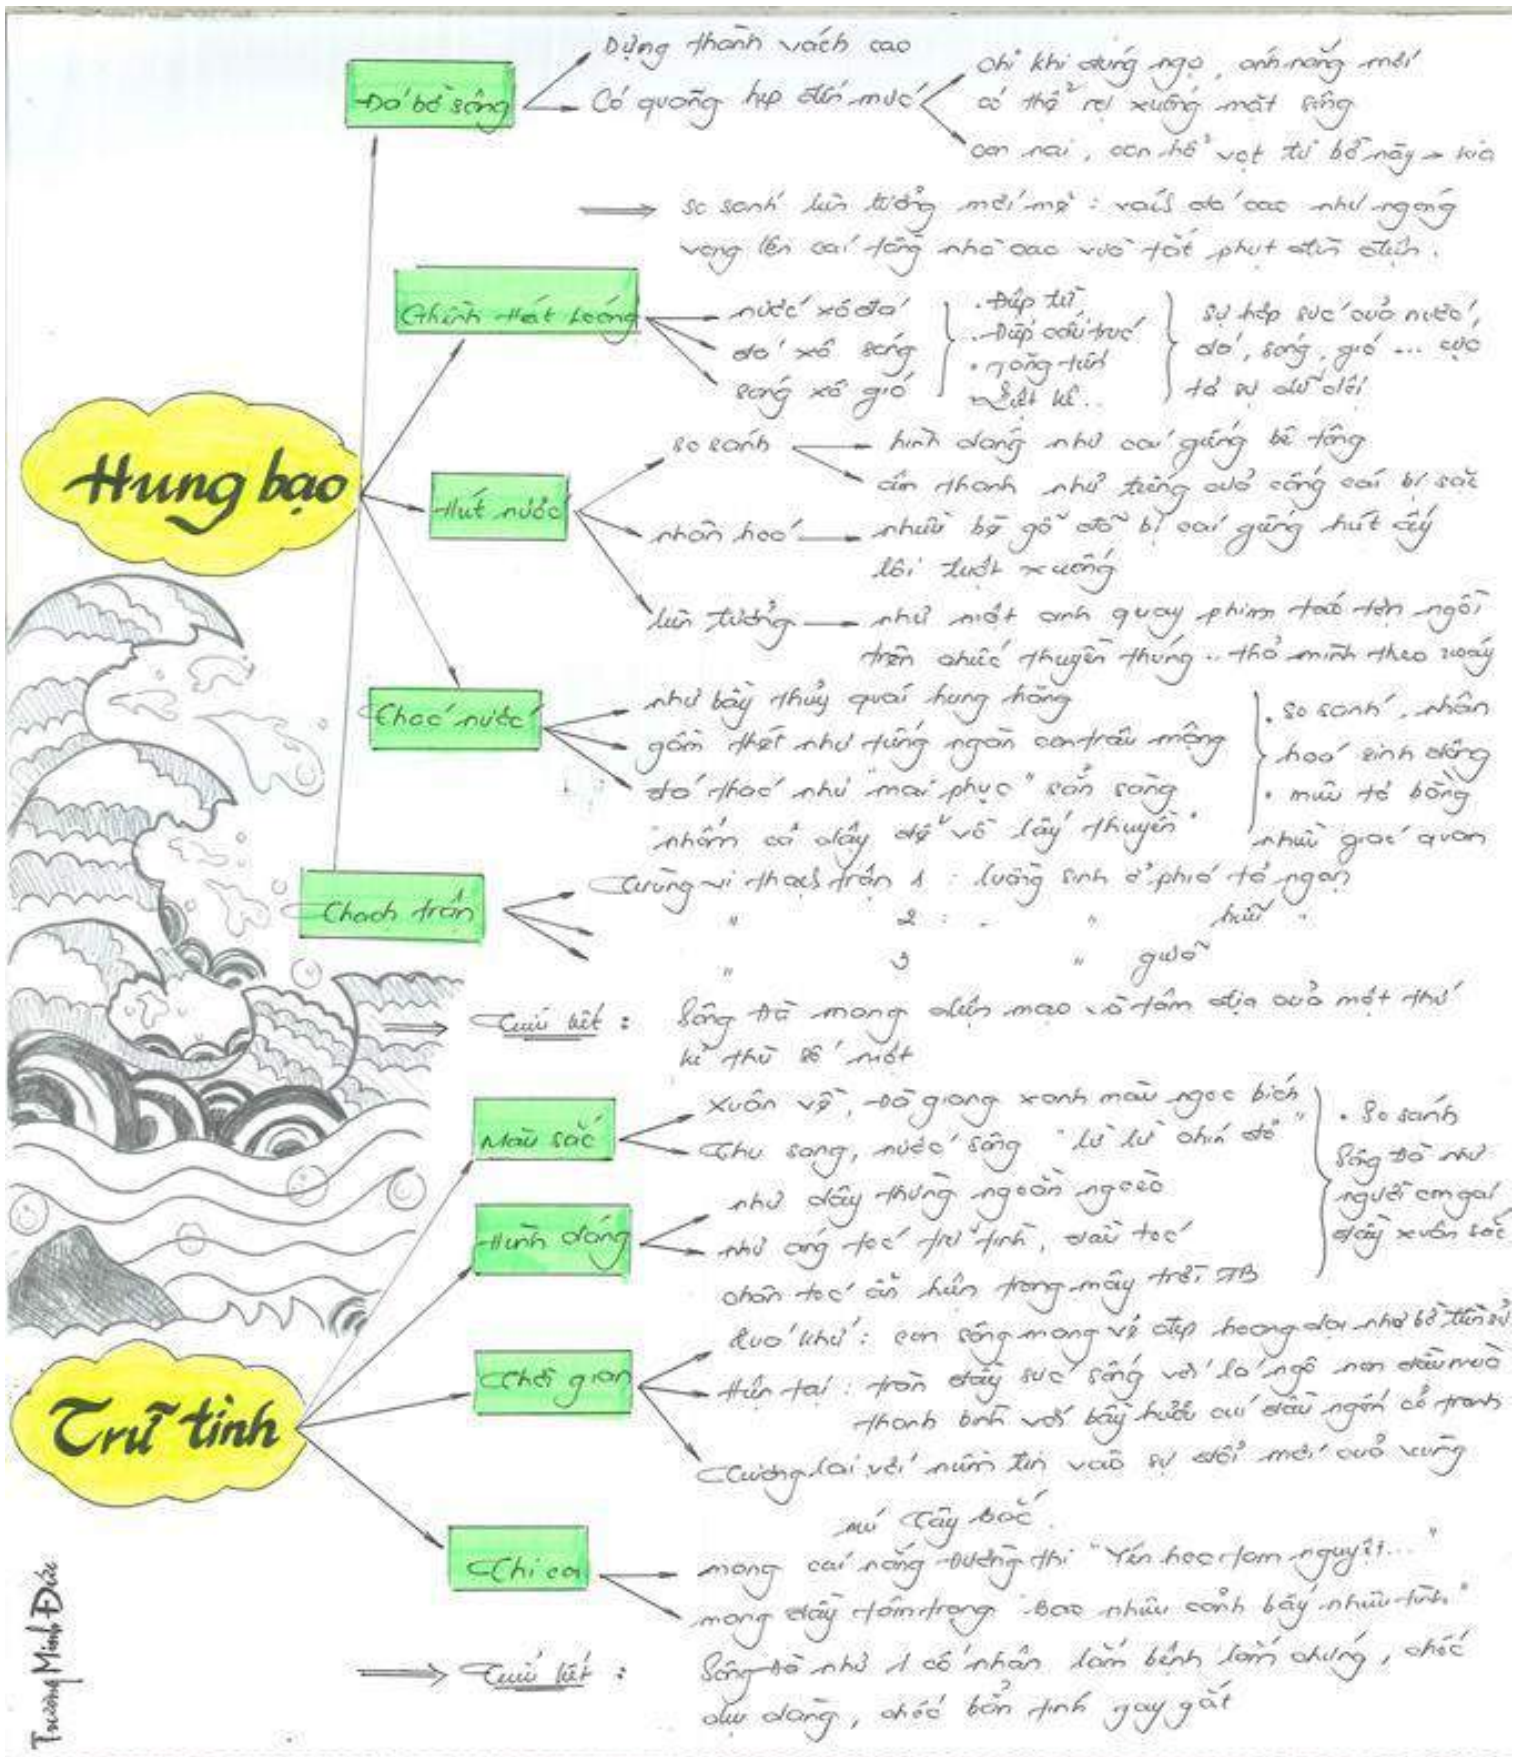 Hung bạo
Đá bờ sông
Dựng thành vách cao
Có quãng hẹp đến mức
chỉ khi đúng ngọ, ánh nắng mới
có thể rọi xuống mặt sông
con nai, con hổ vọt từ bờ này → kia
⟹ so sánh liên tưởng mới mẻ: vách đá cao như ngóng
vọng lên cái tầng nhà cao vừa tắt phụt đèn điện.
Ghềnh Hát Loóng
nước xô đá
đá xô sóng
sóng xô gió
. Điệp từ
. Điệp cấu trúc
. Tăng tiến
Liệt kê..
sự hợp sức của nước,
đá, sóng, gió ... cực
tả sự dữ dội
Hút nước
so sánh
hình dáng như cái giếng bê tông
âm thanh như tiếng cửa cống cái bị sặc
nhân hoá
nhiều bè gỗ đã bị cái giếng hút ấy
lôi tuột xuống
liên tưởng
như một anh quay phim táo tợn ngồi
trên chiếc thuyền thúng .. thả mình theo xoáy
Thác nước
như bầy thủy quái hung hăng
gầm thét như tiếng ngàn con trâu mộng
đá thác như "mai phục" sẵn sàng
nhổm cả dậy để vồ lấy thuyền"
. so sánh, nhân
hoá sinh động
. miêu tả bằng
nhiều giác quan
Thạch trận
Trùng vi thạch trận 1 : luồng sinh ở phía tả ngạn
" 2 : " hữu "
" 3 " giữa
⟹ Tiểu kết : Sông Đà mang diện mạo và tâm địa của một thứ
kẻ thù số một
Trữ tình
Màu sắc
Xuân về, Đà giang xanh màu ngọc bích
Thu sang, nước sông "lừ lừ chín đỏ"
Hình dáng
như dây thừng ngoằn ngoèo
như áng tóc trữ tình, đầu tóc
chân tóc ẩn hiện trong mây trời TB
. So sánh
Sông Đà như
người em gái
đầy xuân sắc
Thời gian
Quá khứ: con sông mang vẻ đẹp hoang dại như bờ tiền sử
Hiện tại : tràn đầy sức sống với lá ngô non đầu mùa
thanh bình với bầy hươu cúi đầu ngốn cỏ tranh
Tương lai với niềm tin vào sự đổi mới của vùng
núi Tây Bắc.
Thi ca
mang cái nắng Đường thi "Yên hoa tam nguyệt..."
mang đầy tâm trạng "Bao nhiêu cảnh bấy nhiêu tình"
⟹ Tiểu kết : Sông Đà như 1 cố nhân lắm bệnh lắm chứng, chốc
dịu dàng, chốc bẳn tính gay gắt
Trương Minh Đức